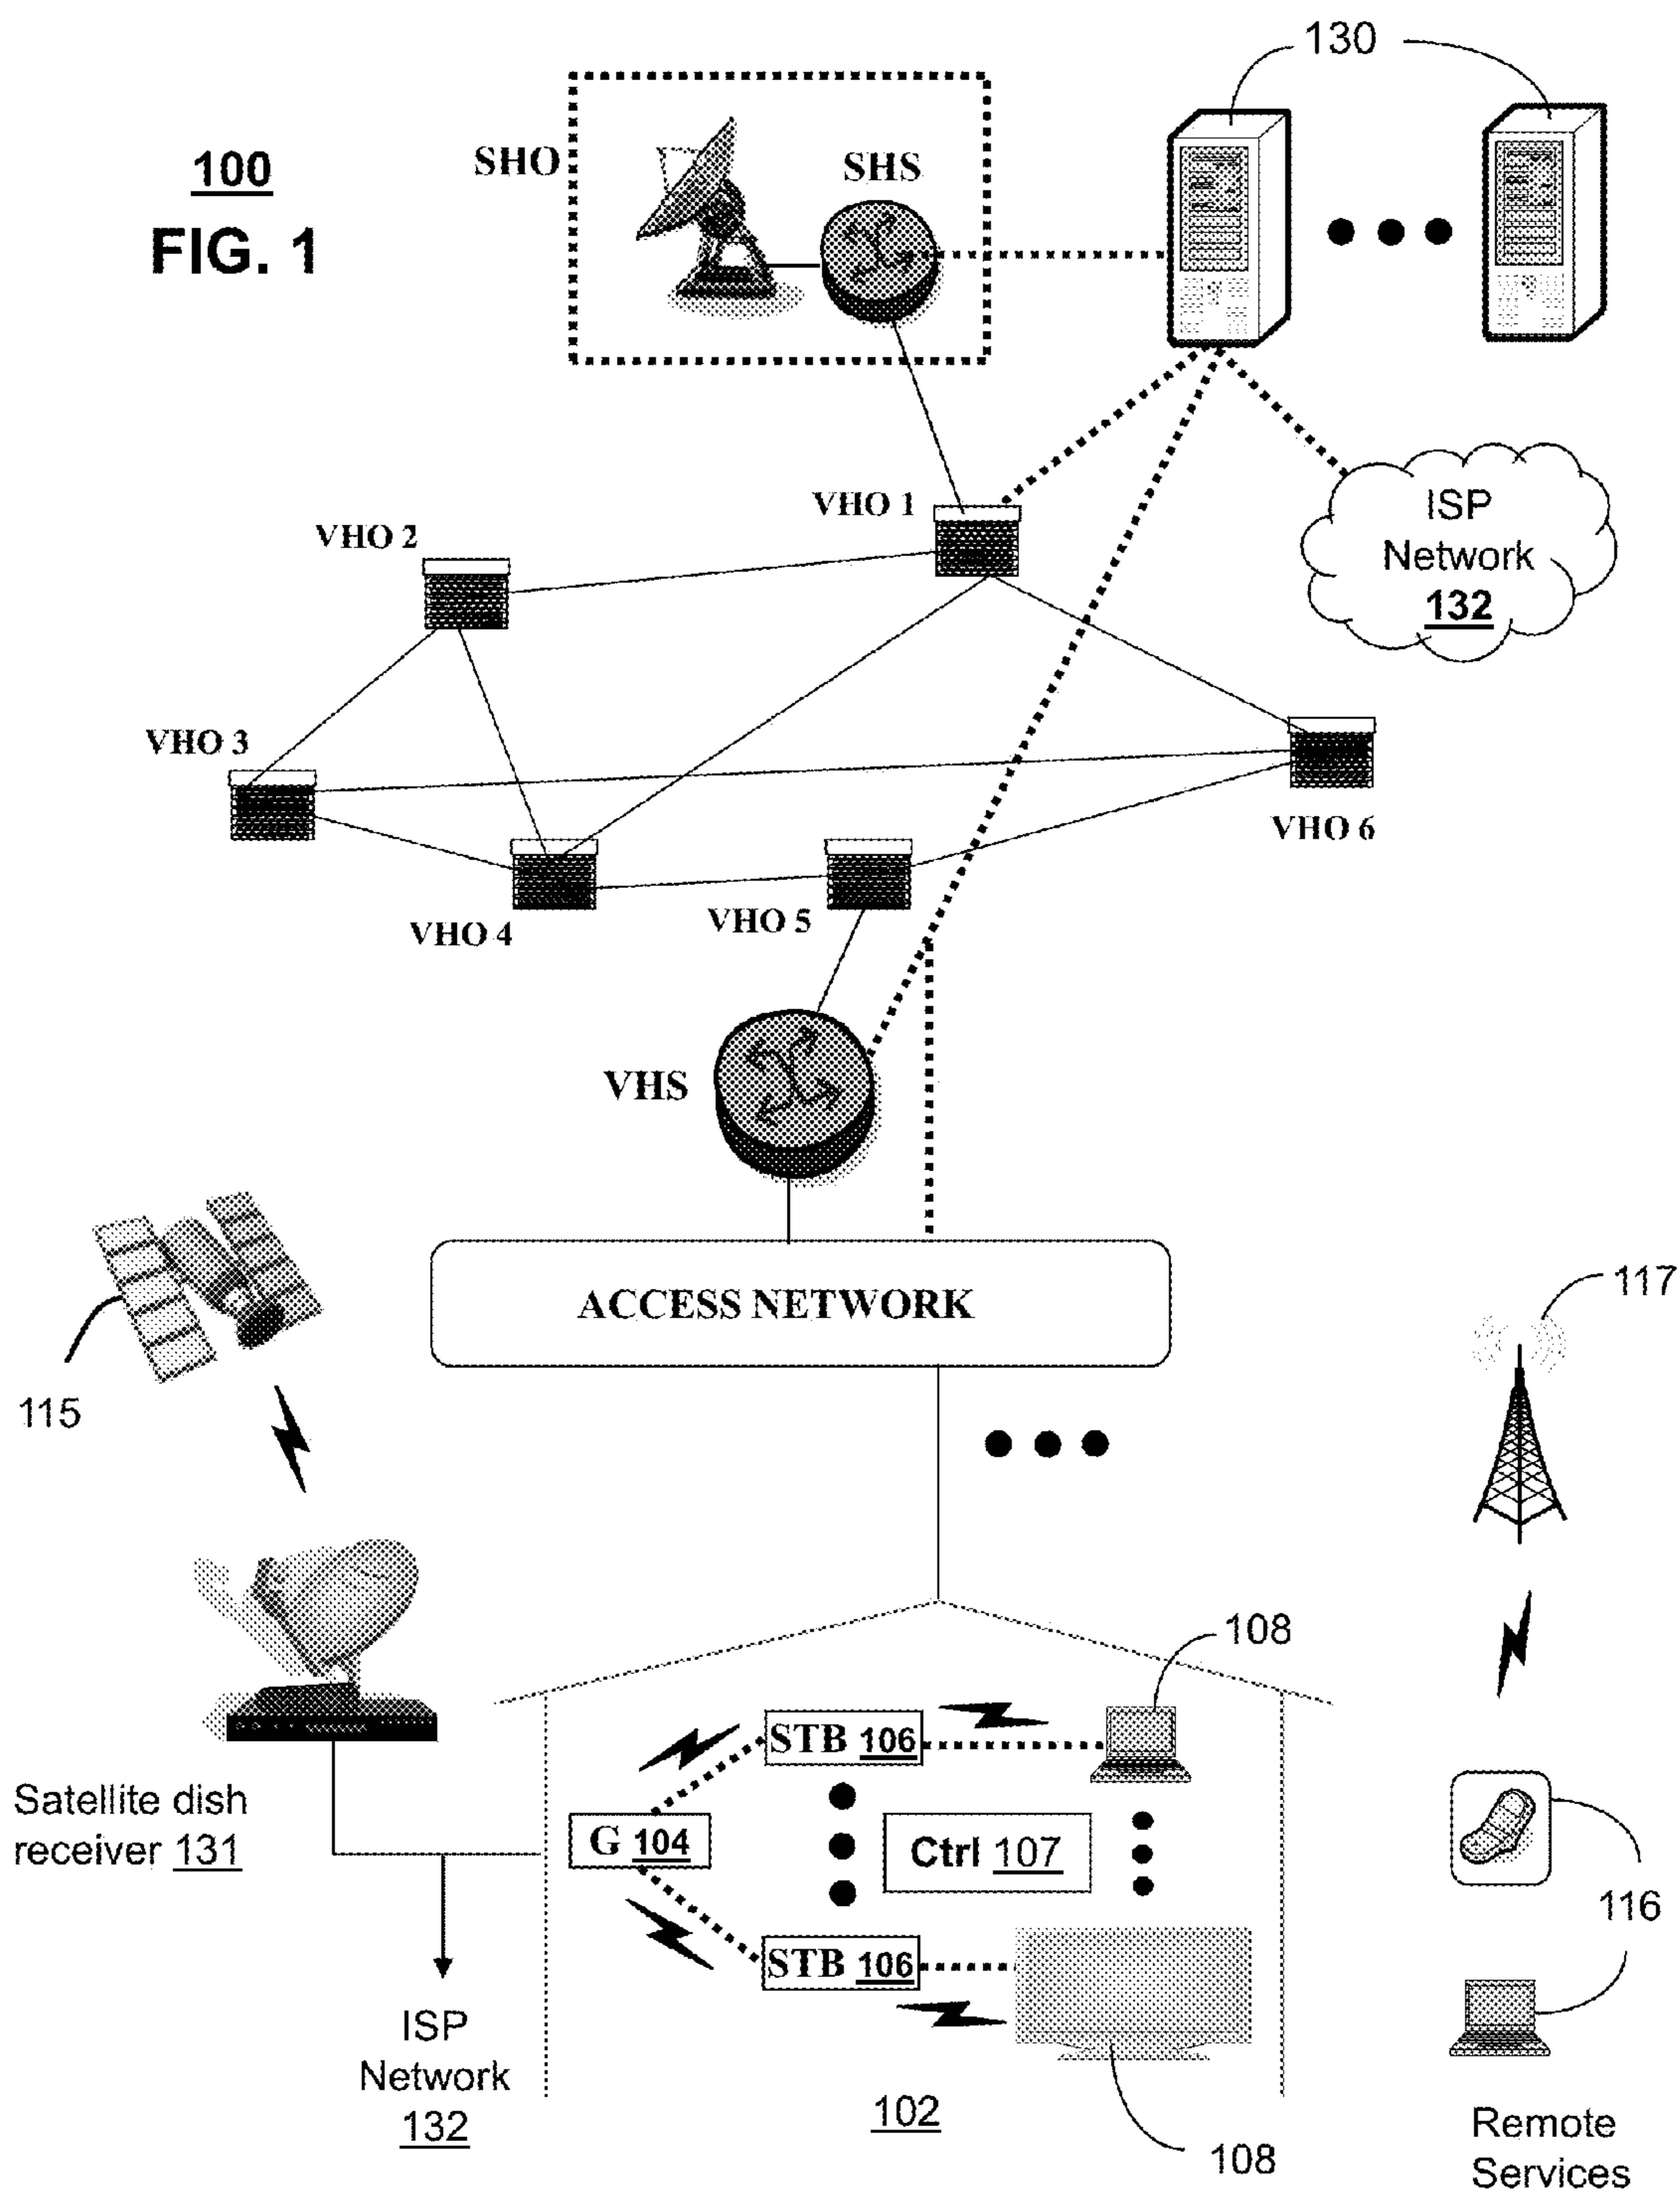 130
100
FIG. 1
SHO
SHS
VHO 1
VHO 2
ISP
Network
132
VHO 3
VHO 6
VHO 4
VHO 5
VHS
ACCESS NETWORK
117
115
108
STB 106
Satellite dish
receiver 131
G 104
Ctrl 107
116
STB 106
ISP
Network
132
102
108
Remote
Services